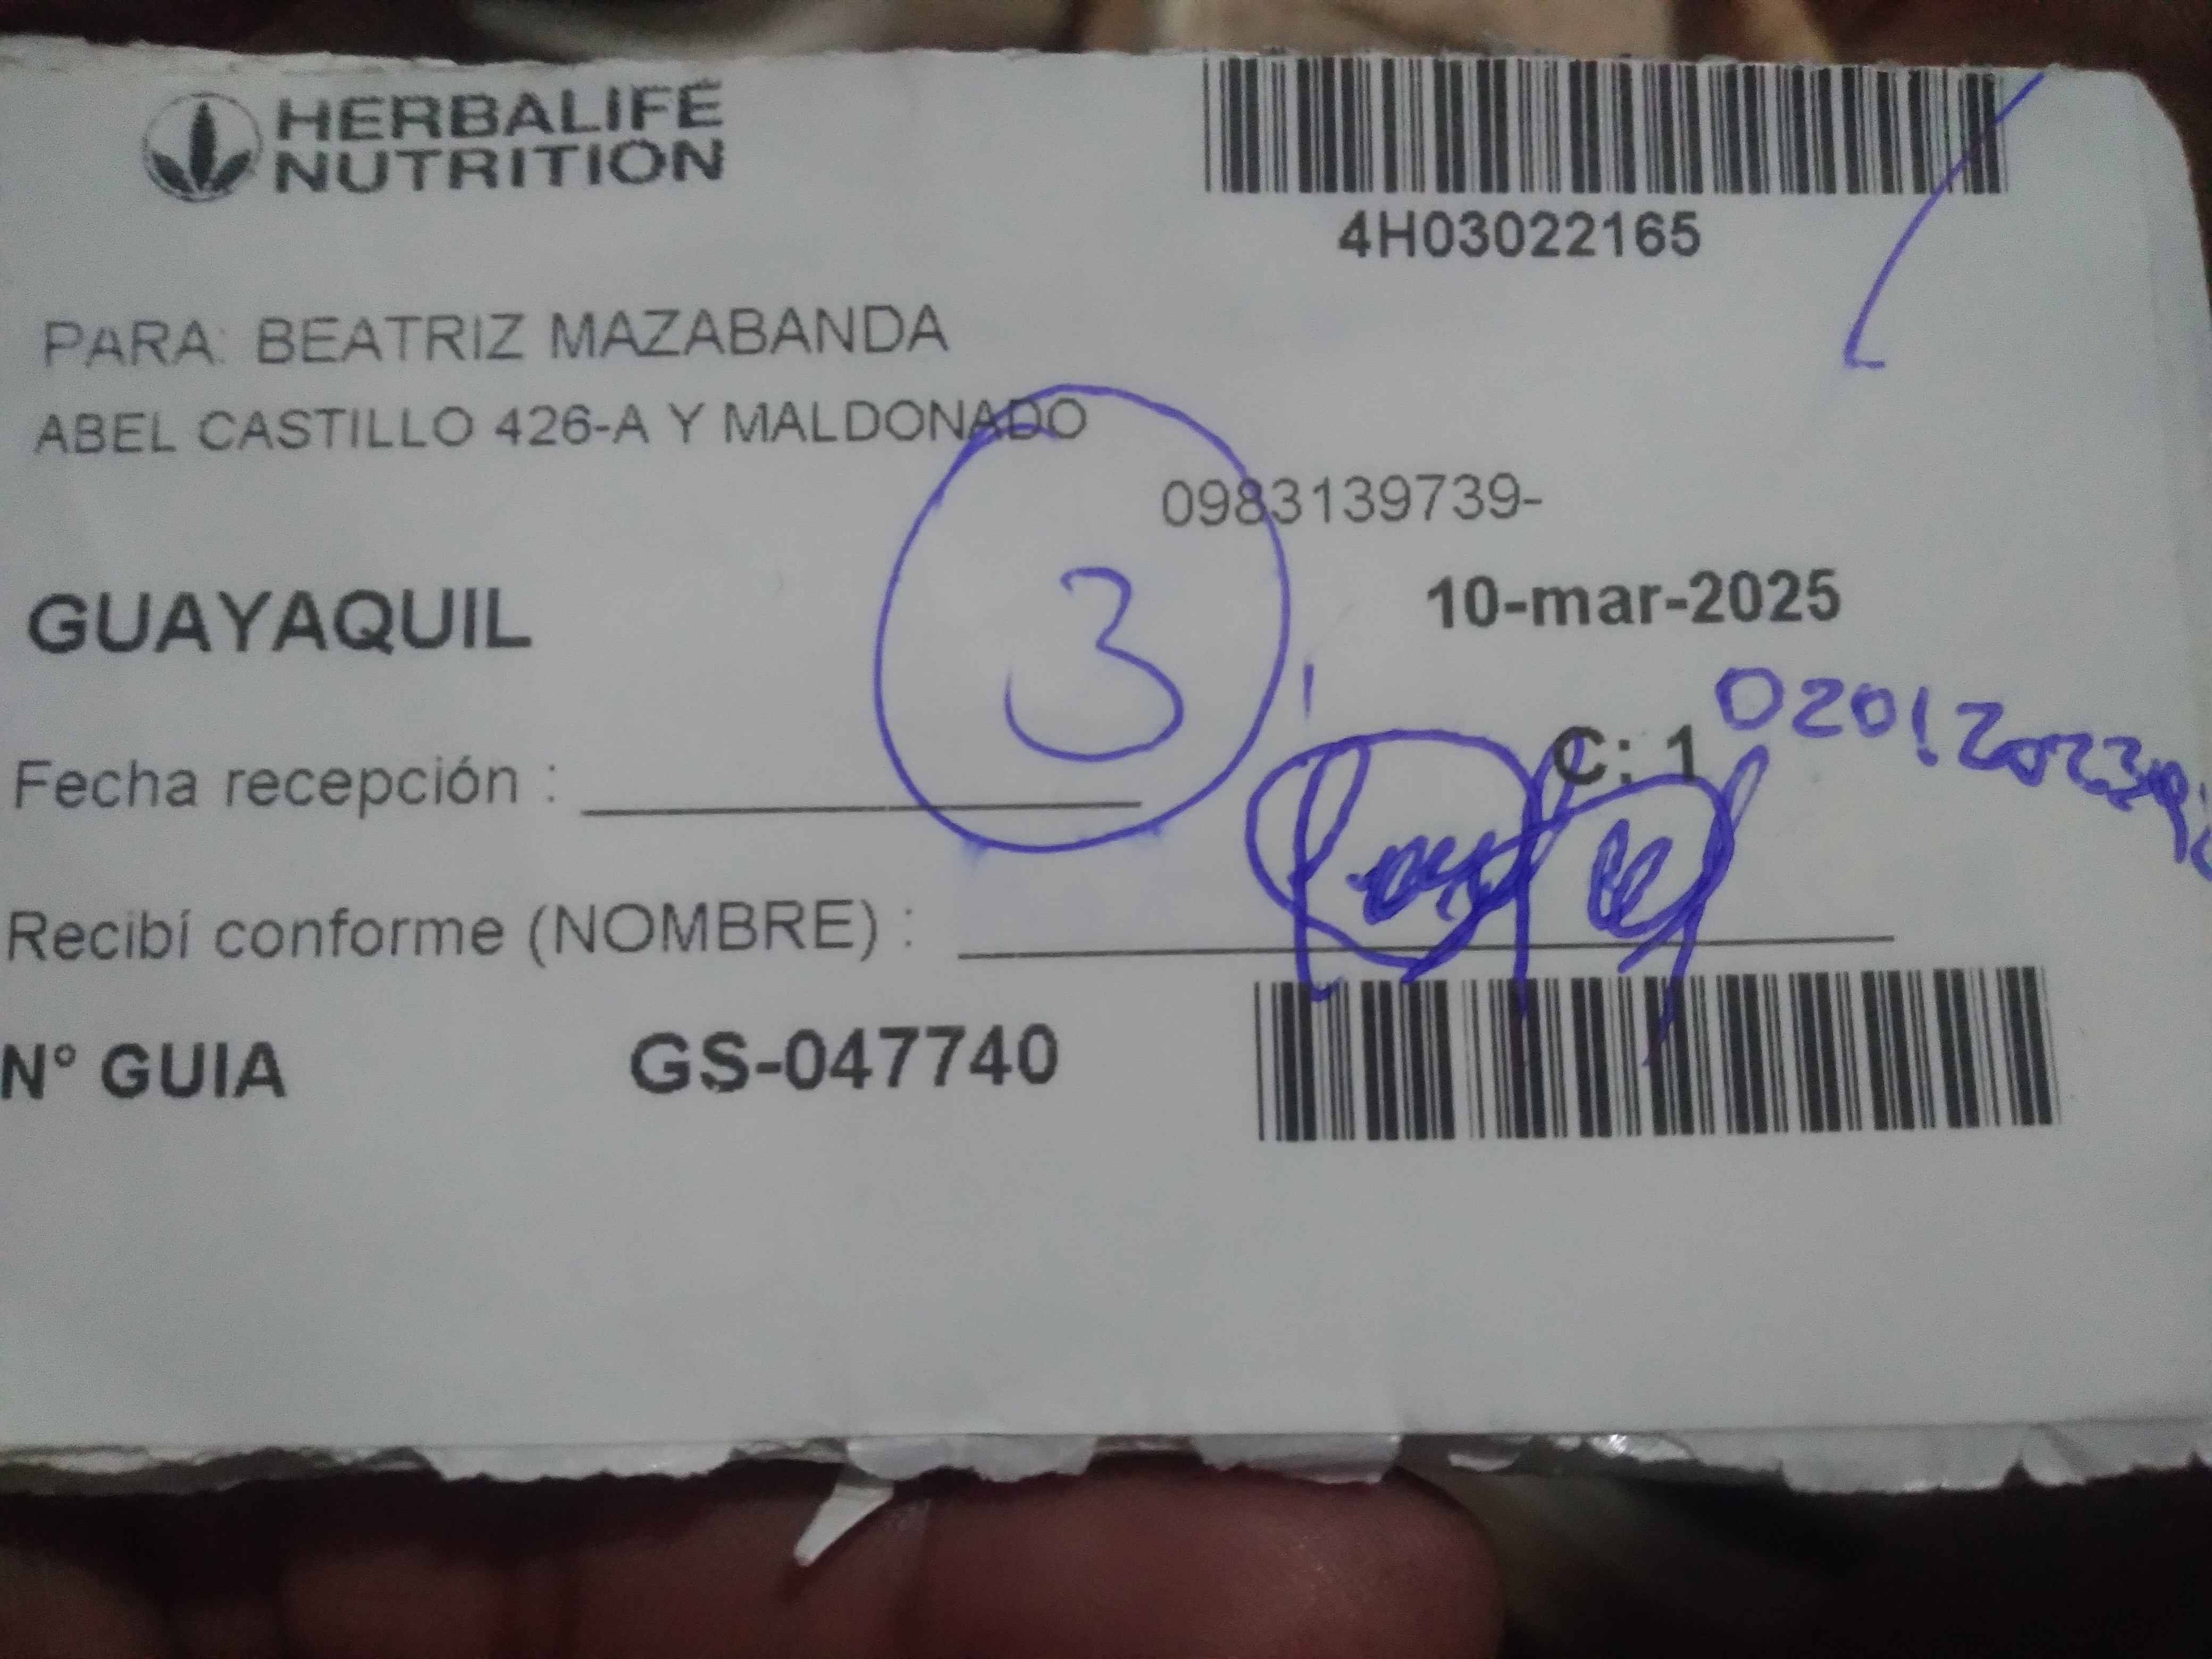 HERBALIFE
NUTRITION
4H03022165
PARA: BEATRIZ MAZABANDA
ABEL CASTILLO 426-A Y MALDONADO
0983139739-
3
GUAYAQUIL
10-mar-2025
C: 1
Fecha recepción :
Recibí conforme (NOMBRE) :
N° GUIA GS-047740